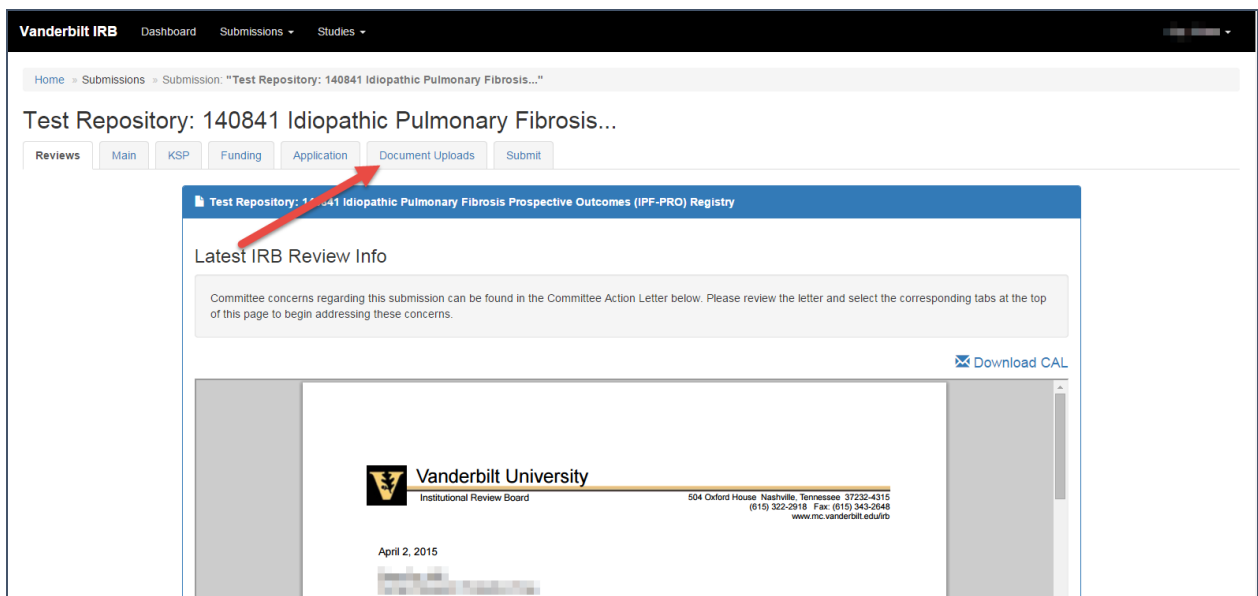 Vanderbilt IRB Dashboard Submissions Studies
Home » Submissions » Submission: "Test Repository: 140841 Idiopathic Pulmonary Fibrosis..."
Test Repository: 140841 Idiopathic Pulmonary Fibrosis...
Reviews Main KSP Funding Application Document Uploads Submit
Test Repository: 140841 Idiopathic Pulmonary Fibrosis Prospective Outcomes (IPF-PRO) Registry
Latest IRB Review Info
Committee concerns regarding this submission can be found in the Committee Action Letter below. Please review the letter and select the corresponding tabs at the top
of this page to begin addressing these concerns.
Download CAL
Vanderbilt University
Institutional Review Board
504 Oxford House Nashville, Tennessee 37232-4315
(615) 322-2918 Fax: (615) 343-2648
www.mc.vanderbilt.edu/irb
April 2, 2015